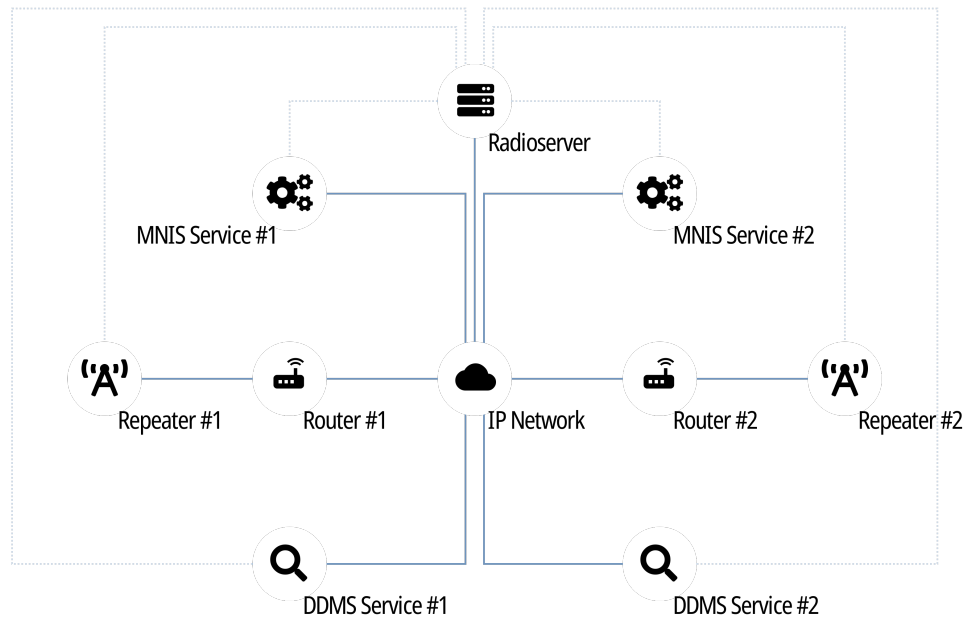 Radioserver
MNIS Service #1
MNIS Service #2
Repeater #1
Router #1
IP Network
Router #2
Repeater #2
DDMS Service #1
DDMS Service #2